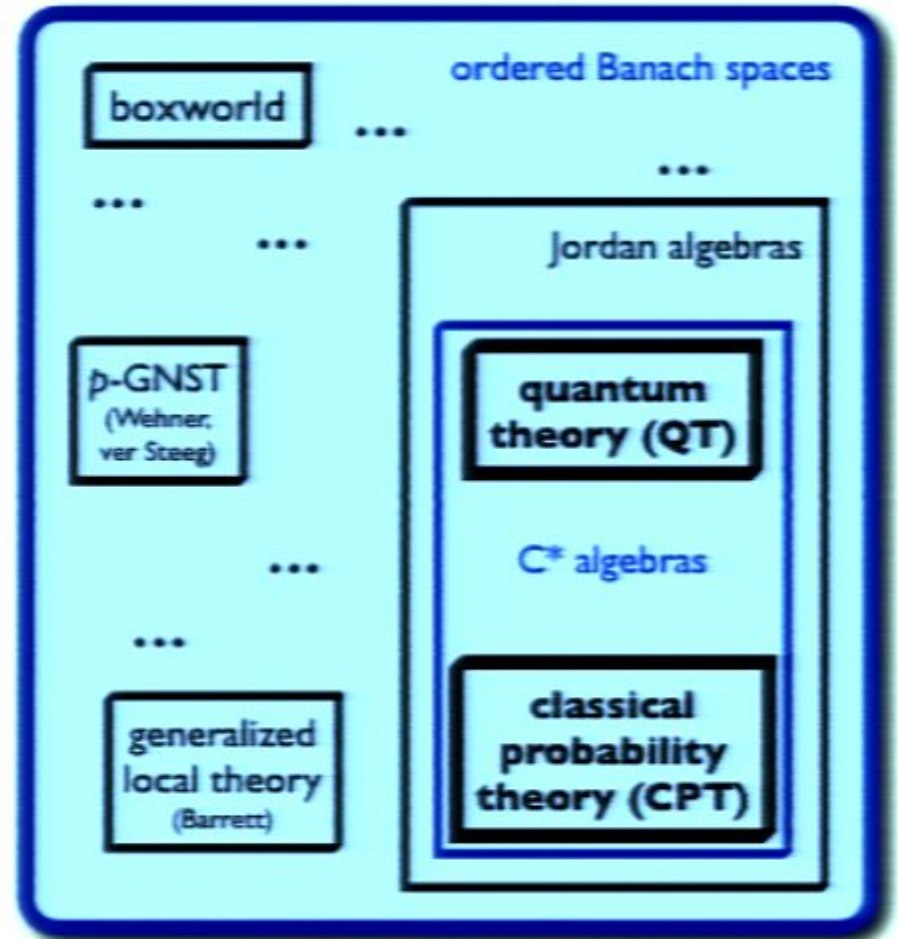 ordered Banach spaces
boxworld
...
...
...
...
Jordan algebras
p-GNST
(Wehner,
ver Steeg)
quantum
theory (QT)
C* algebras
...
...
generalized
local theory
(Barrett)
classical
probability
theory (CPT)